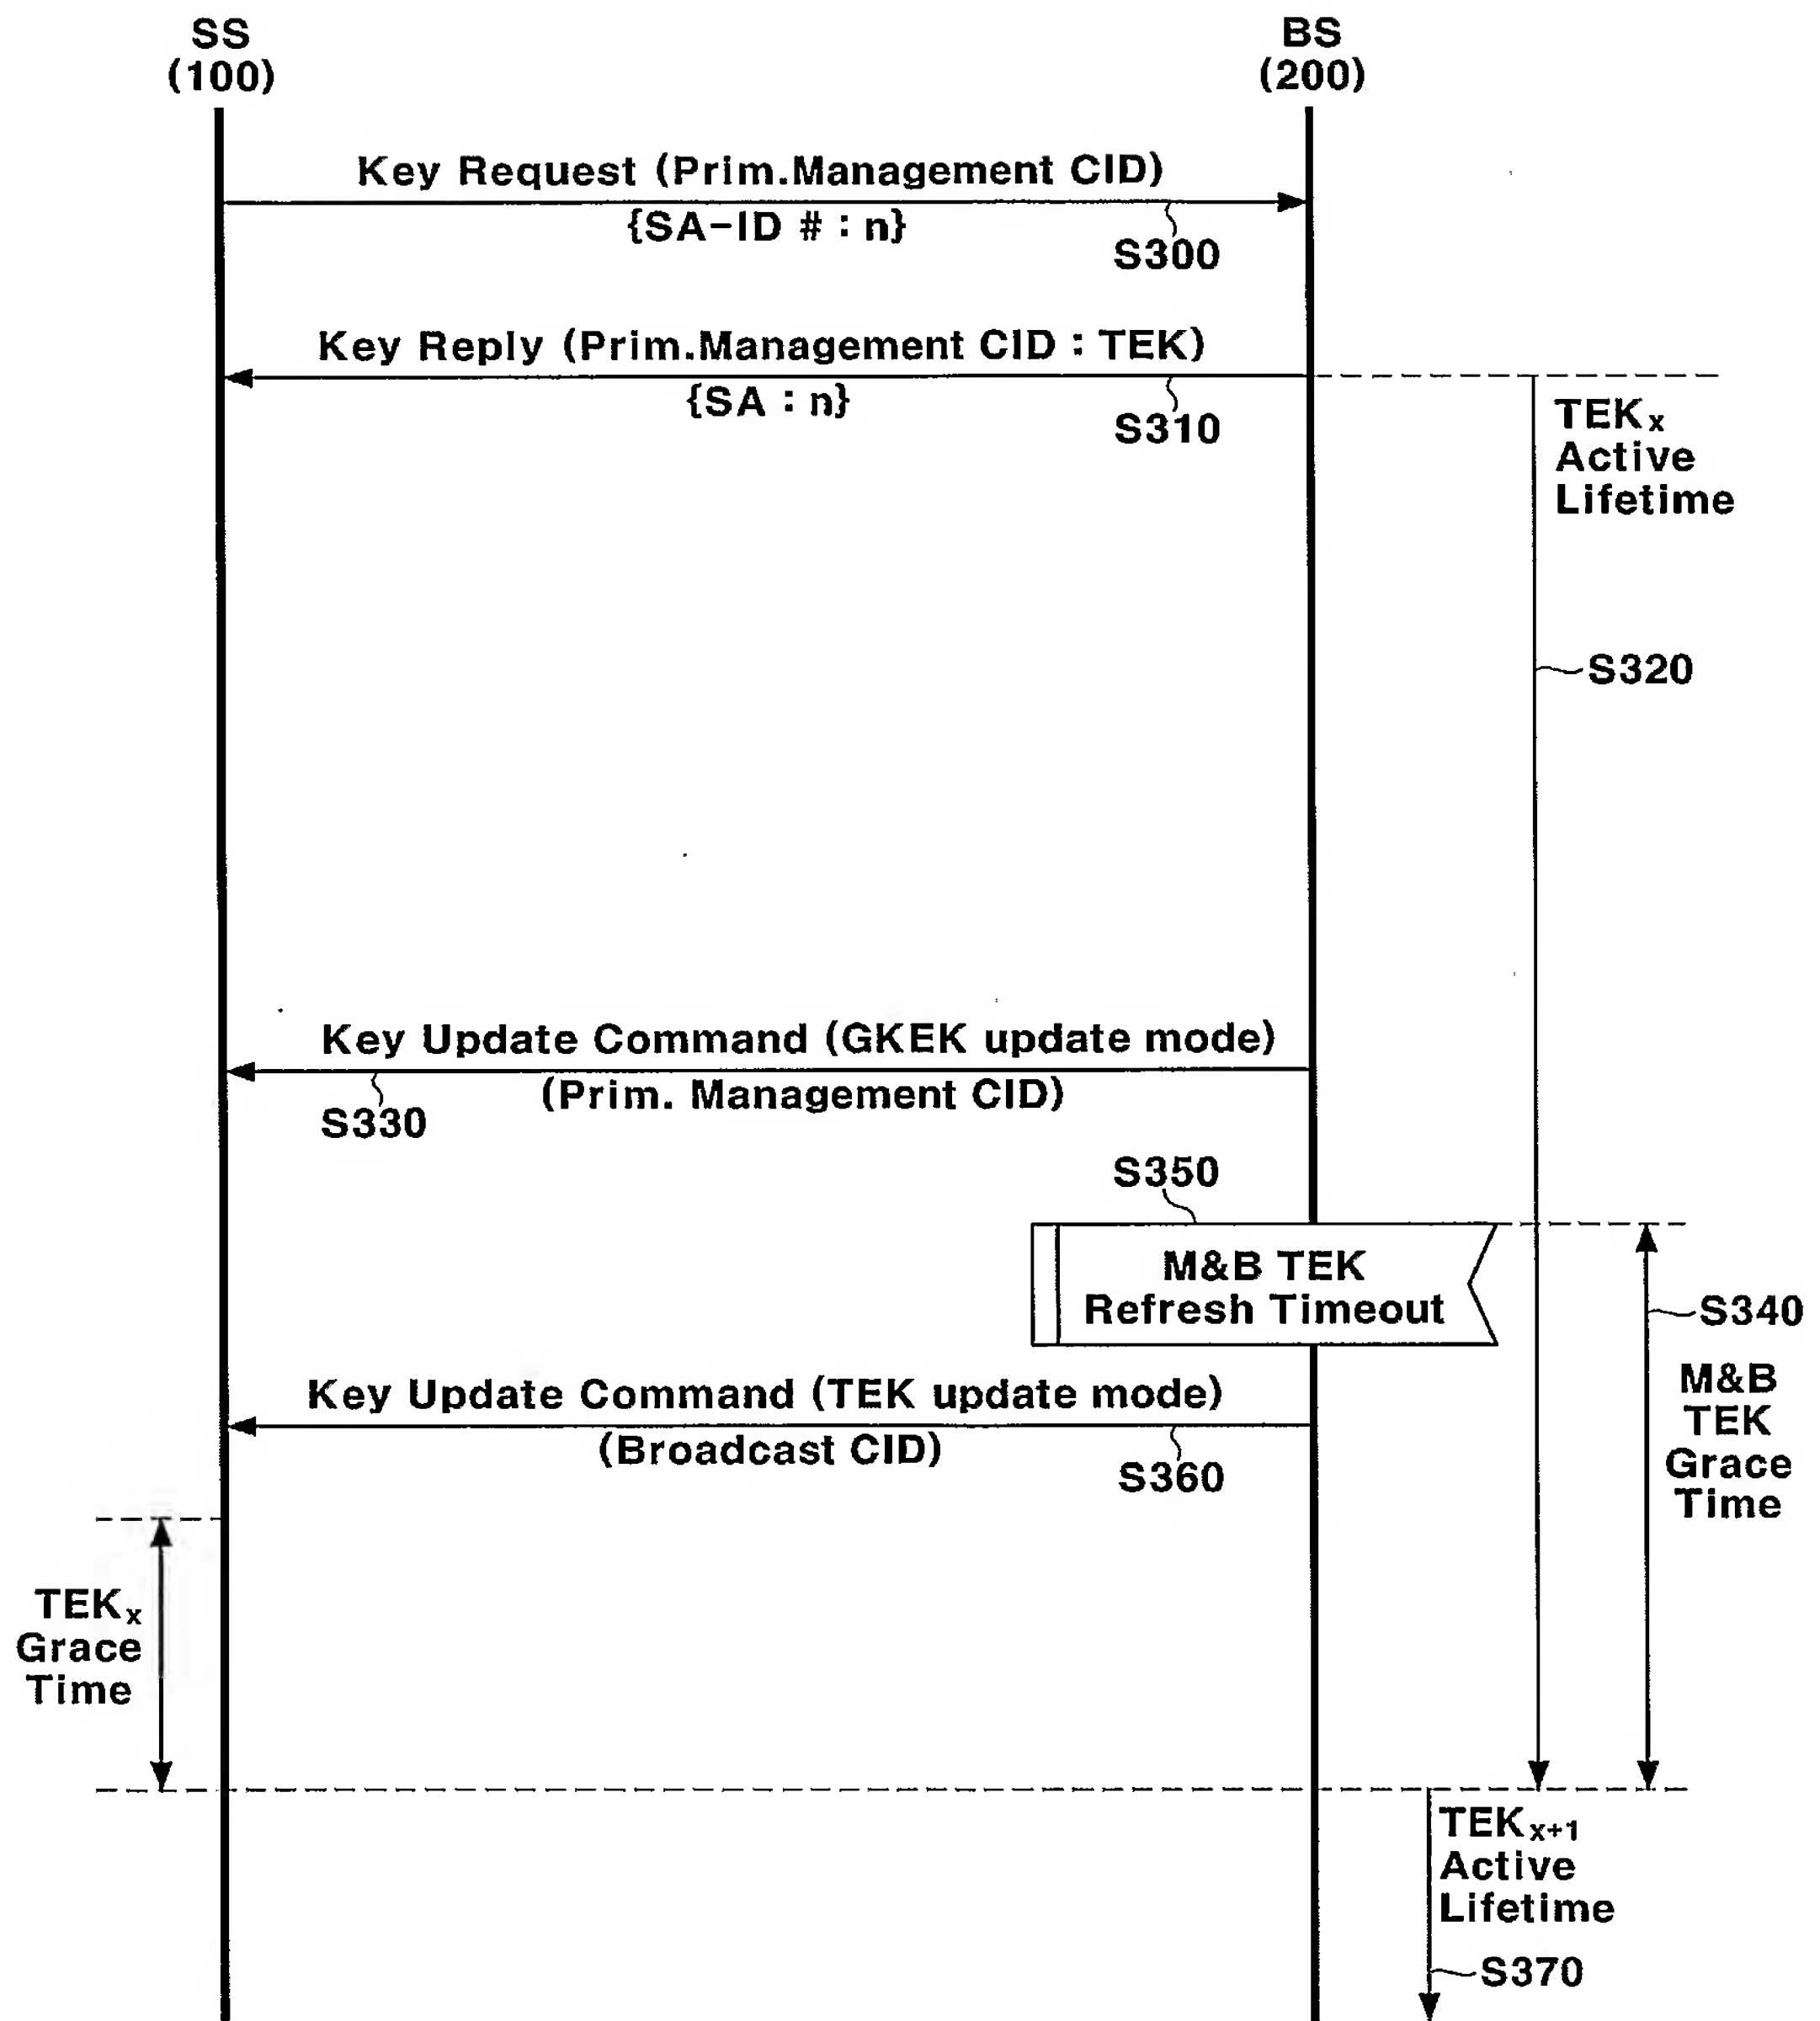 SS
(100)
BS
(200)
Key Request (Prim.Management CID)
{SA-ID # : n}
S300
Key Reply (Prim.Management CID : TEK)
{SA : n}
S310
TEKx
Active
Lifetime
S320
Key Update Command (GKEK update mode)
(Prim. Management CID)
S330
S350
M&B TEK
Refresh Timeout
S340
M&B
TEK
Grace
Time
Key Update Command (TEK update mode)
(Broadcast CID)
S360
TEKx
Grace
Time
TEKx+1
Active
Lifetime
S370